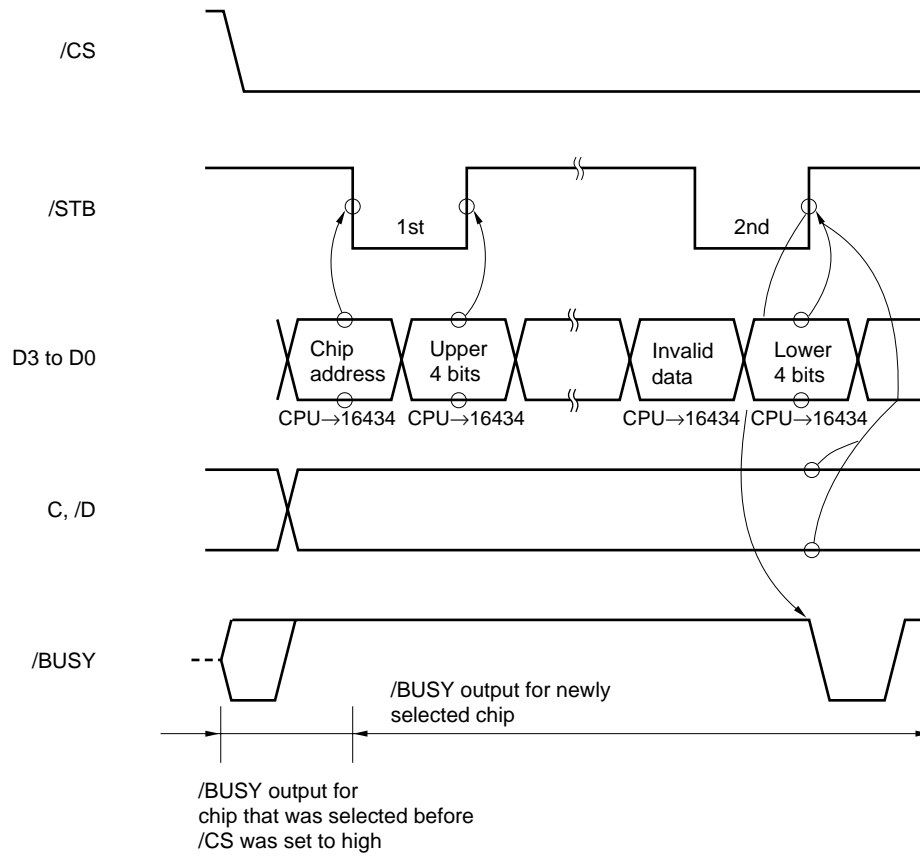 /CS
/STB
1st
2nd
D3 to D0
Chip
address
Upper
4 bits
Invalid
data
Lower
4 bits
CPU→16434
CPU→16434
CPU→16434
CPU→16434
C, /D
/BUSY
/BUSY output for newly
selected chip
/BUSY output for
chip that was selected before
/CS was set to high